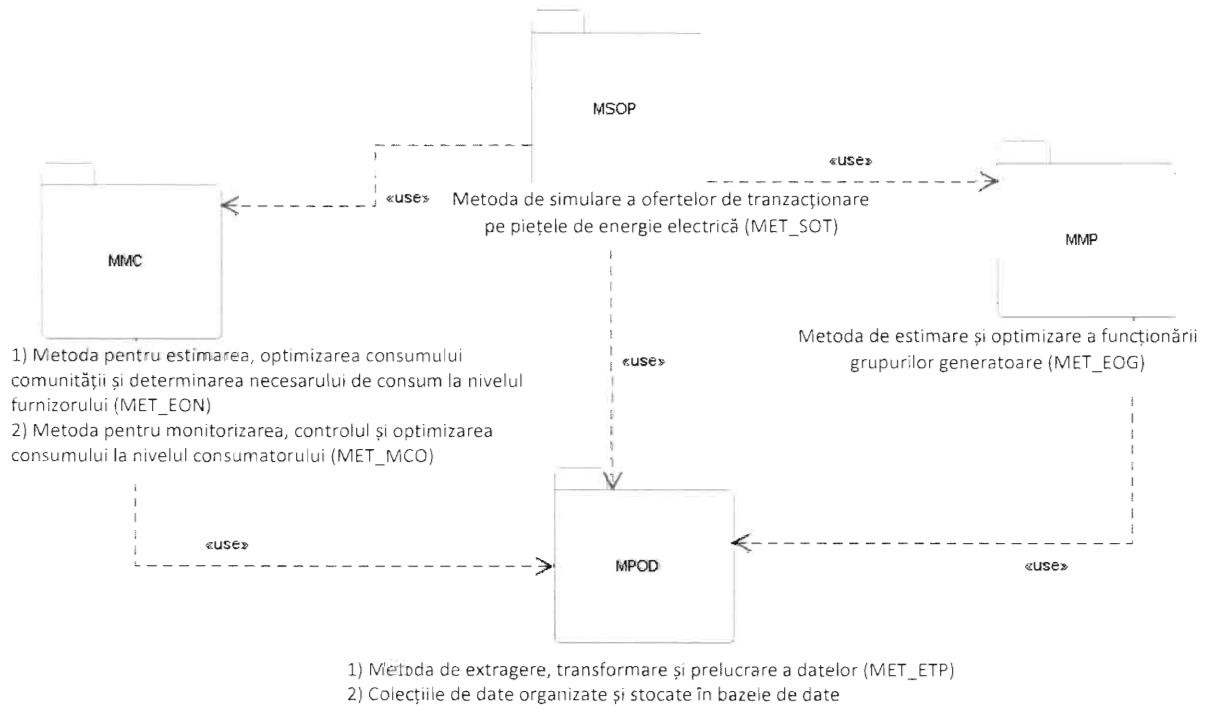 MSOP
«use»
«use»
Metoda de simulare a ofertelor de tranzacționare
pe piețele de energie electrică (MET_SOT)
MMC
MMP
1) Metoda pentru estimarea, optimizarea consumului
comunității și determinarea necesarului de consum la nivelul
furnizorului (MET_EON)
2) Metoda pentru monitorizarea, controlul și optimizarea
consumului la nivelul consumatorului (MET_MCO)
Metoda de estimare și optimizare a funcționării
grupurilor generatoare (MET_EOG)
«use»
«use»
MPOD
«use»
1) Metoda de extragere, transformare și prelucrare a datelor (MET_ETP)
2) Colecțiile de date organizate și stocate în bazele de date